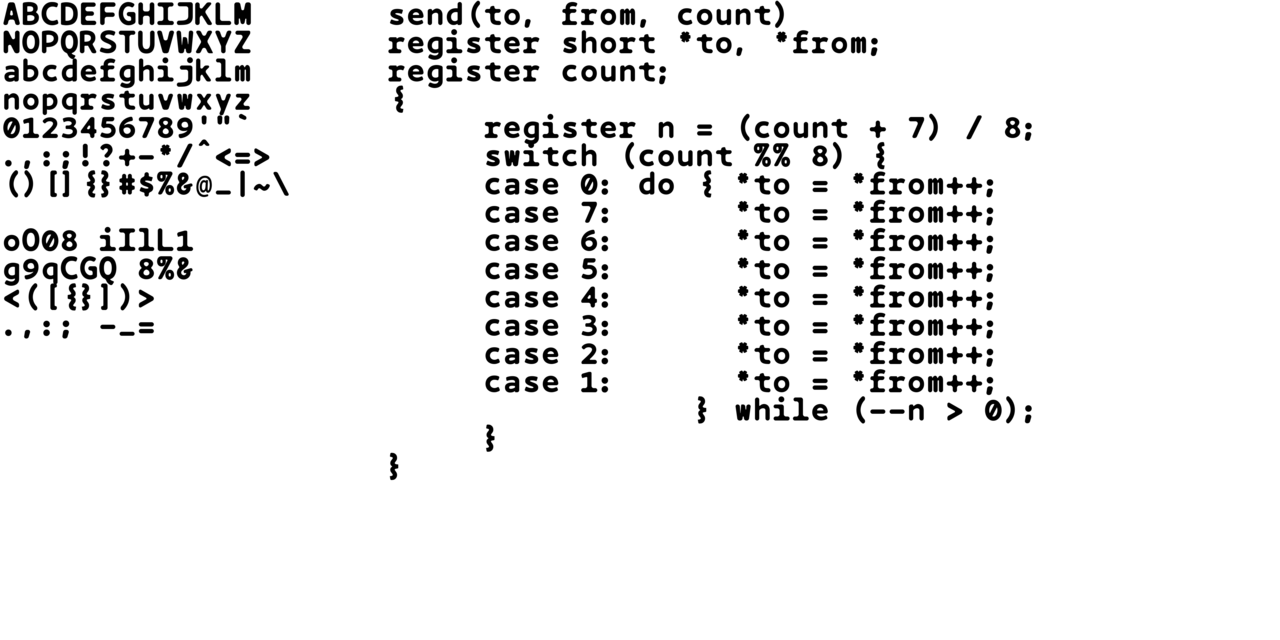 ABCDEFGHIJKLM
NOPQRSTUVWXYZ
abcdefghijklm
nopqrstuvwxyz
0123456789'"`
.,:;!?+-*/^<=>
()[]{}#$%&@_|~\
oO08 iIlL1
g9qCGQ 8%&
<([{}])>
.,:; -_=
send(to, from, count)
register short *to, *from;
register count;
{
register n = (count + 7) / 8;
switch (count %% 8) {
case 0: do { *to = *from++;
case 7: *to = *from++;
case 6: *to = *from++;
case 5: *to = *from++;
case 4: *to = *from++;
case 3: *to = *from++;
case 2: *to = *from++;
case 1: *to = *from++;
} while (--n > 0);
}
}